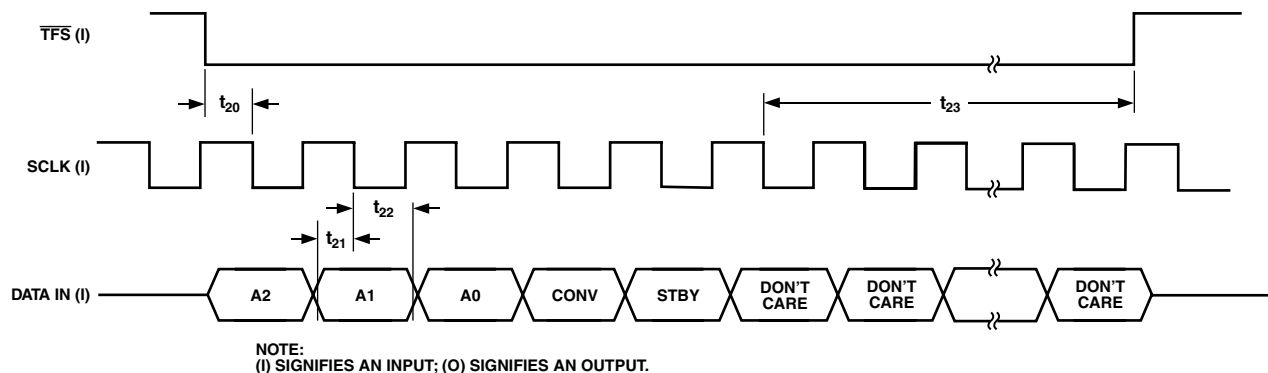 TFS (I)
t20
t23
SCLK (I)
t22
t21
DATA IN (I)
A2
A1
A0
CONV
STBY
DON'T
CARE
DON'T
CARE
DON'T
CARE
NOTE:
(I) SIGNIFIES AN INPUT; (O) SIGNIFIES AN OUTPUT.